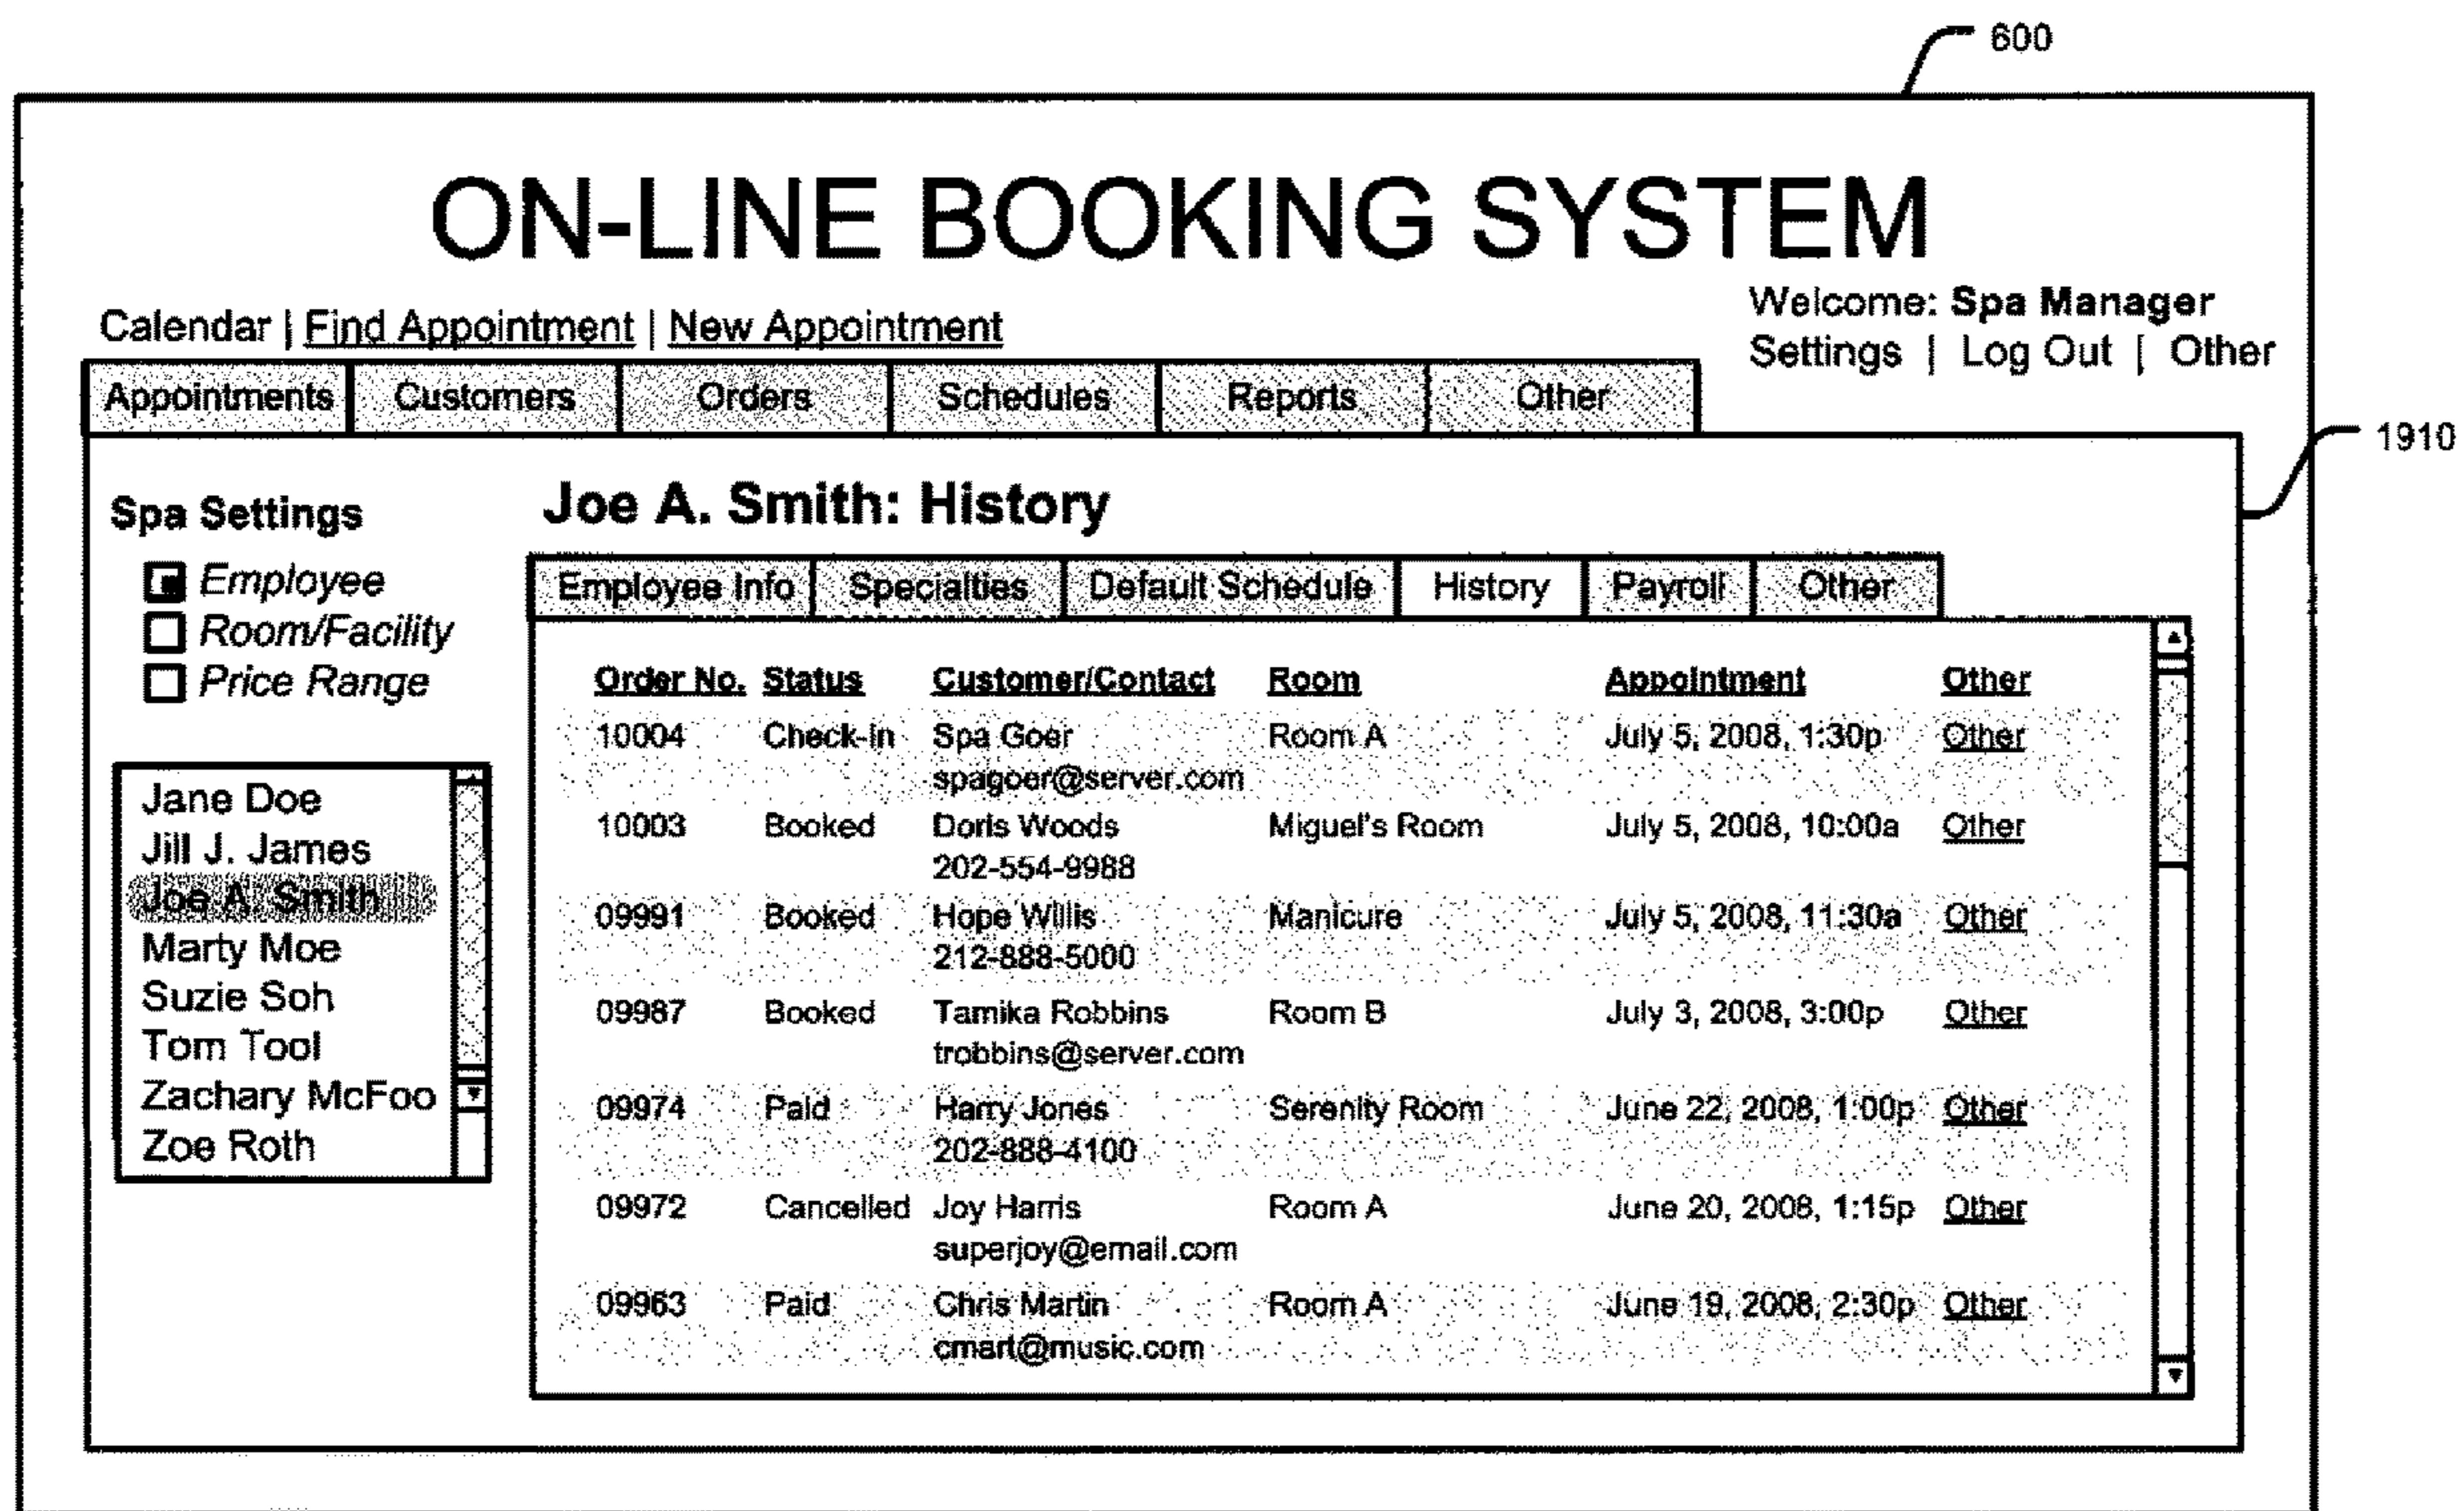 600
ON-LINE BOOKING SYSTEM
Welcome: Spa Manager
Calendar | Find Appointment | New Appointment
Settings | Log Out | Other
Appointments Customers Orders Schedules Reports Other
1910
Spa Settings
Employee
Room/Facility
Price Range
Jane Doe
Jill J. James
Joe A. Smith
Marty Moe
Suzie Soh
Tom Tool
Zachary McFoo
Zoe Roth
Joe A. Smith: History
Employee Info Specialties Default Schedule History Payroll Other
Order No. Status Customer/Contact Room Appointment Other
10004 Check-in Spa Goer Room A July 5, 2008, 1:30p Other
spagoer@server.com
10003 Booked Doris Woods Miguel's Room July 5, 2008, 10:00a Other
202-554-9988
09991 Booked Hope Willis Manicure July 5, 2008, 11:30a Other
212-888-5000
09987 Booked Tamika Robbins Room B July 3, 2008, 3:00p Other
trobbins@server.com
09974 Paid Harry Jones Serenity Room June 22, 2008, 1:00p Other
202-888-4100
09972 Cancelled Joy Harris Room A June 20, 2008, 1:15p Other
superjoy@email.com
09963 Paid Chris Martin Room A June 19, 2008, 2:30p Other
cmart@music.com